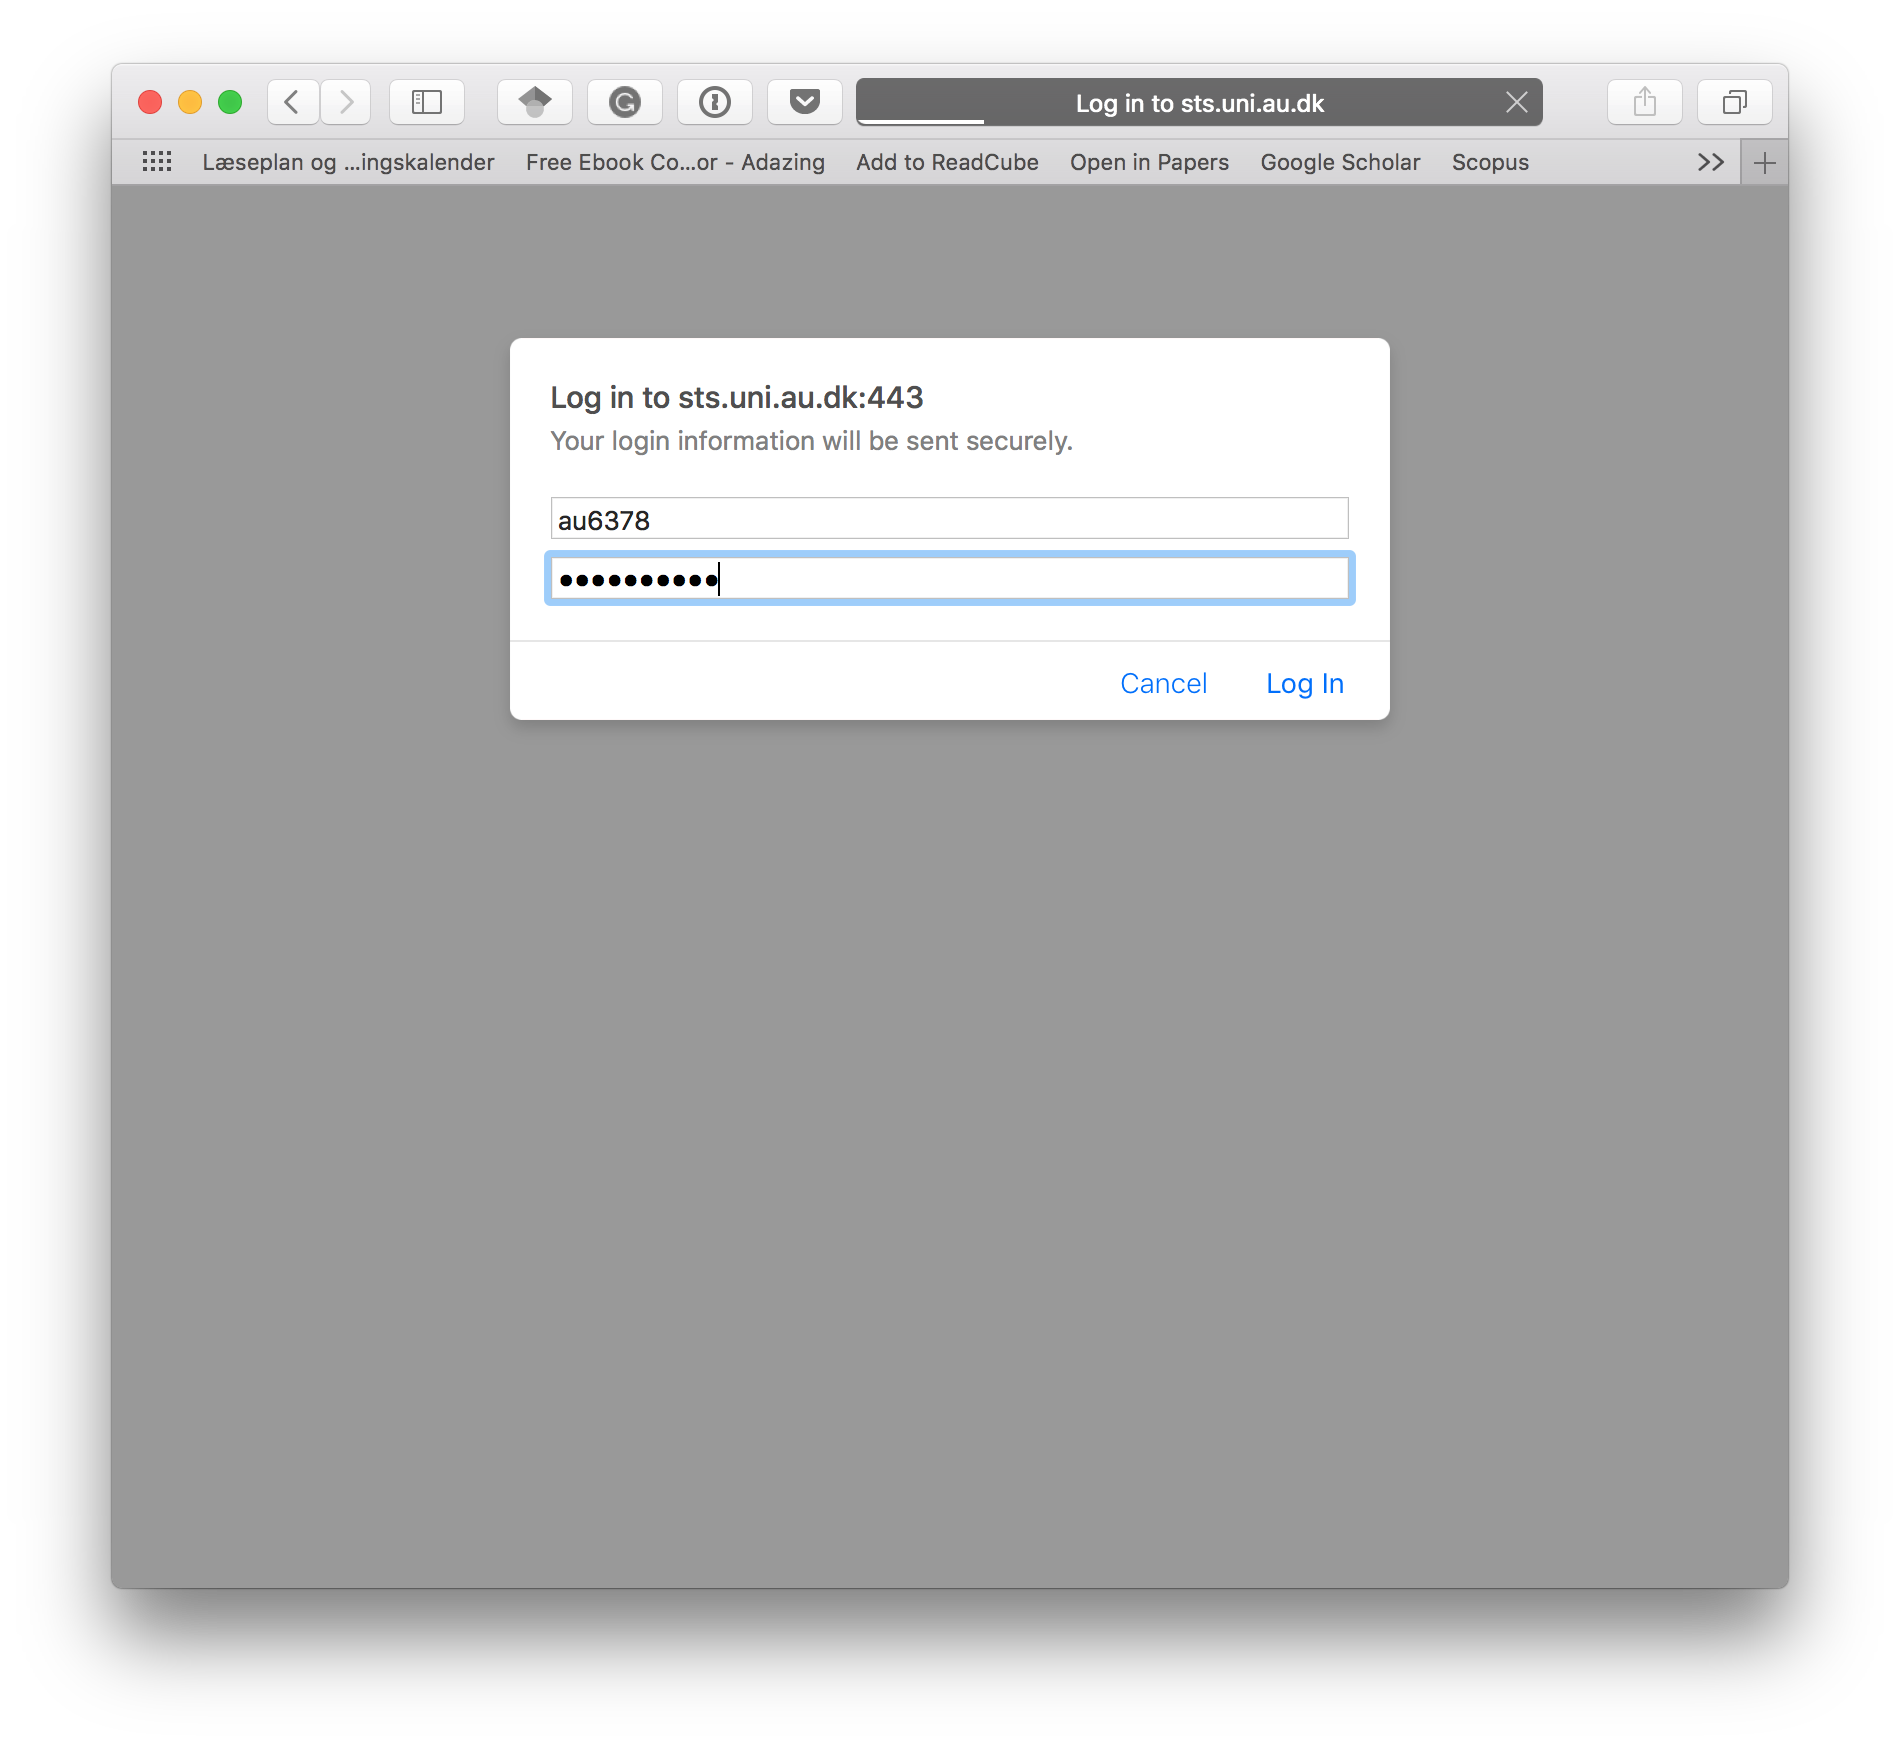 Log in to sts.uni.au.dk
Læseplan og ...ingskalender Free Ebook Co...or - Adazing Add to ReadCube Open in Papers Google Scholar Scopus
Log in to sts.uni.au.dk:443
Your login information will be sent securely.
au6378
Cancel Log In